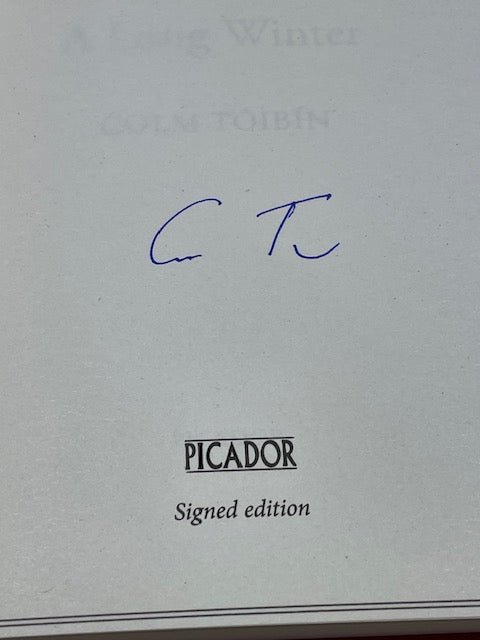 A Long Winter
COLM TÓIBÍN
PICADOR
Signed edition